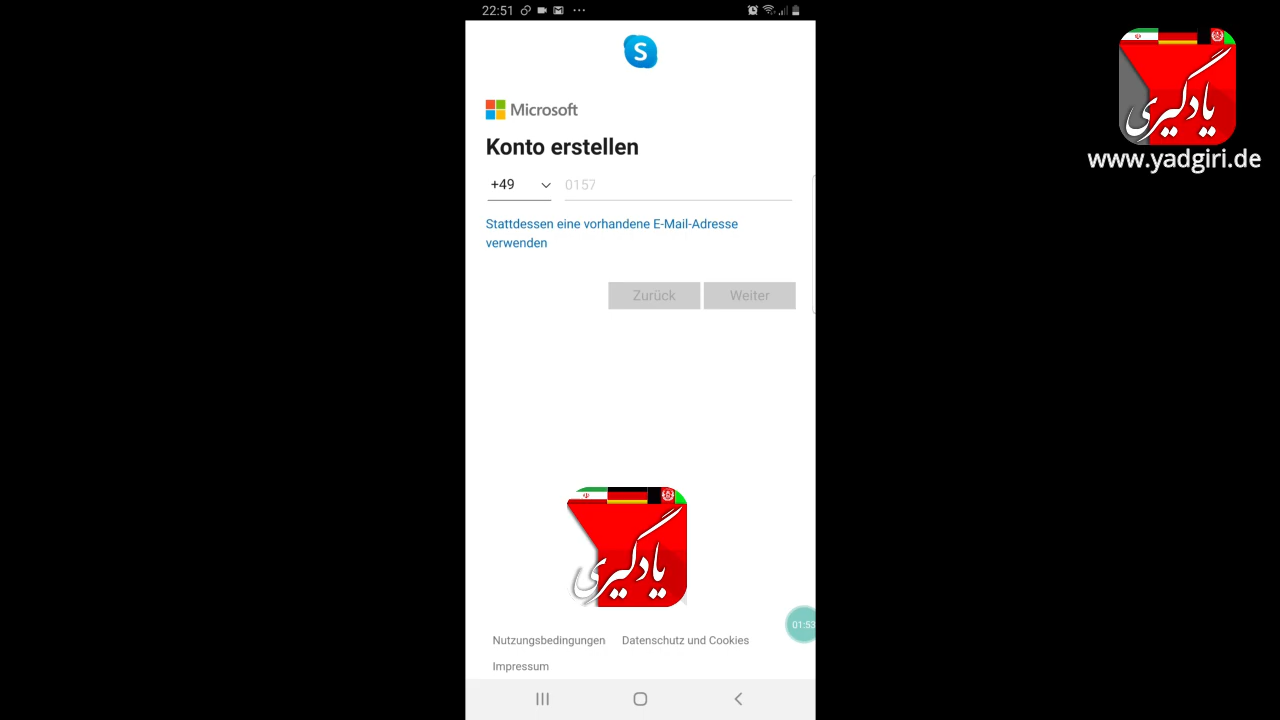 22:51
یادگیری
www.yadgiri.de
S
Microsoft
Konto erstellen
+49 0157
Stattdessen eine vorhandene E-Mail-Adresse
verwenden
Zurück Weiter
یادگیری
01:53
Nutzungsbedingungen Datenschutz und Cookies
Impressum